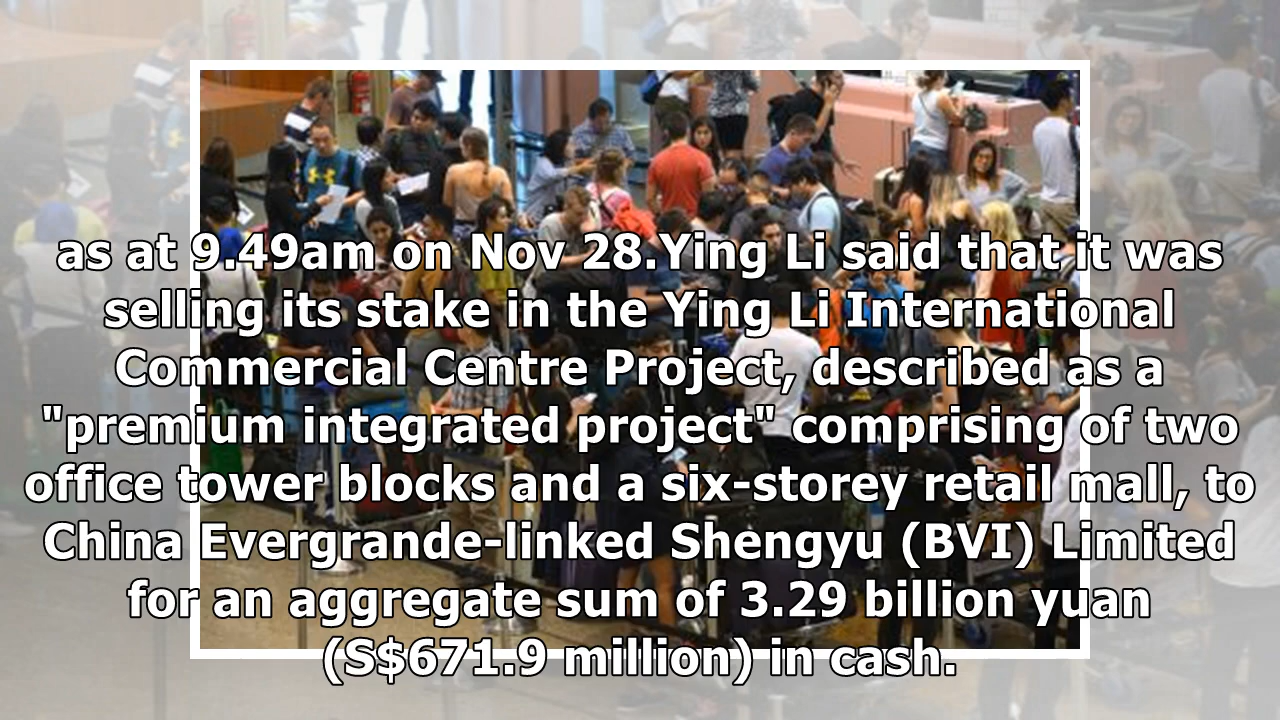 as at 9.49am on Nov 28.Ying Li said that it was
selling its stake in the Ying Li International
Commercial Centre Project, described as a
"premium integrated project" comprising of two
office tower blocks and a six-storey retail mall, to
China Evergrande-linked Shengyu (BVI) Limited
for an aggregate sum of 3.29 billion yuan
(S$671.9 million) in cash.